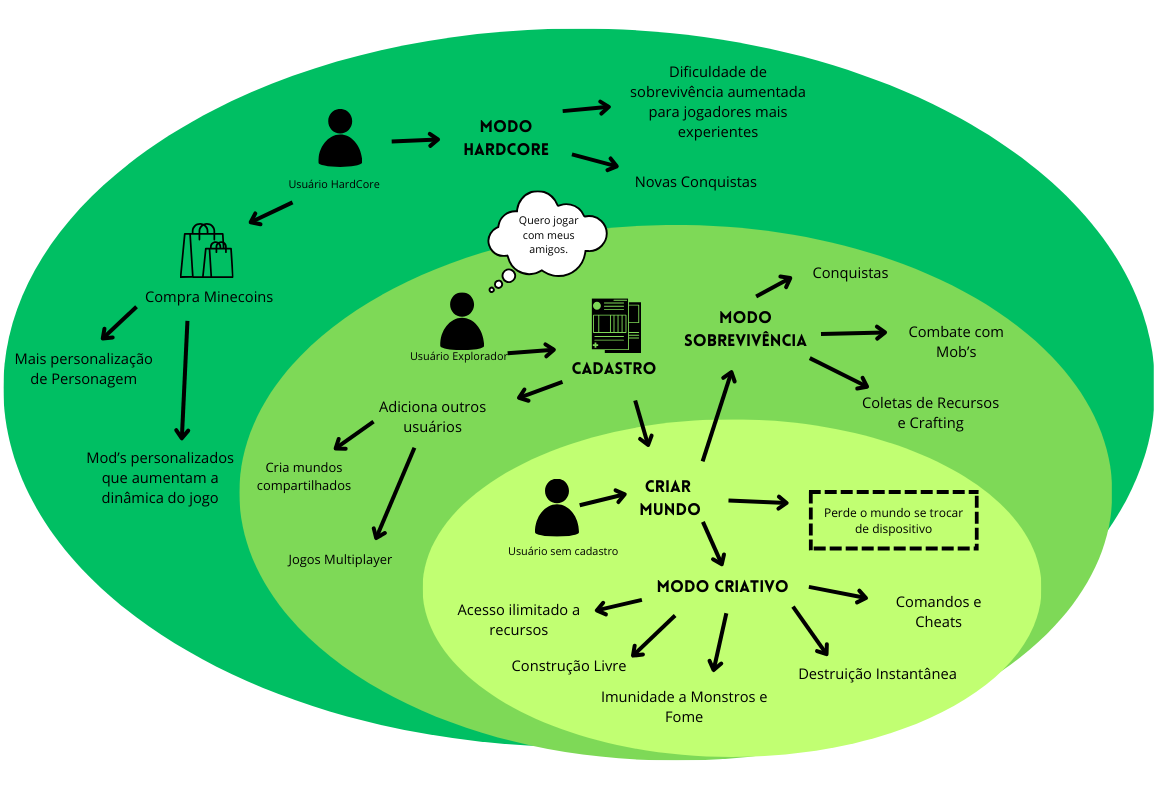 Dificuldade de
sobrevivência aumentada
para jogadores mais
experientes
MODO
HARDCORE
Novas Conquistas
Usuário HardCore
Quero jogar
com meus
amigos.
Compra Minecoins
Conquistas
MODO
SOBREVIVÊNCIA
Combate com
Mob's
Mais personalização
de Personagem
Usuário Explorador
CADASTRO
Coletas de Recursos
e Crafting
Adiciona outros
usuários
Mod's personalizados
que aumentam a
dinâmica do jogo
Cria mundos
compartilhados
CRIAR
MUNDO
Perde o mundo se trocar
de dispositivo
Usuário sem cadastro
Jogos Multiplayer
MODO CRIATIVO
Acesso ilimitado a
recursos
Comandos e
Cheats
Construção Livre
Destruição Instantânea
Imunidade a Monstros e
Fome